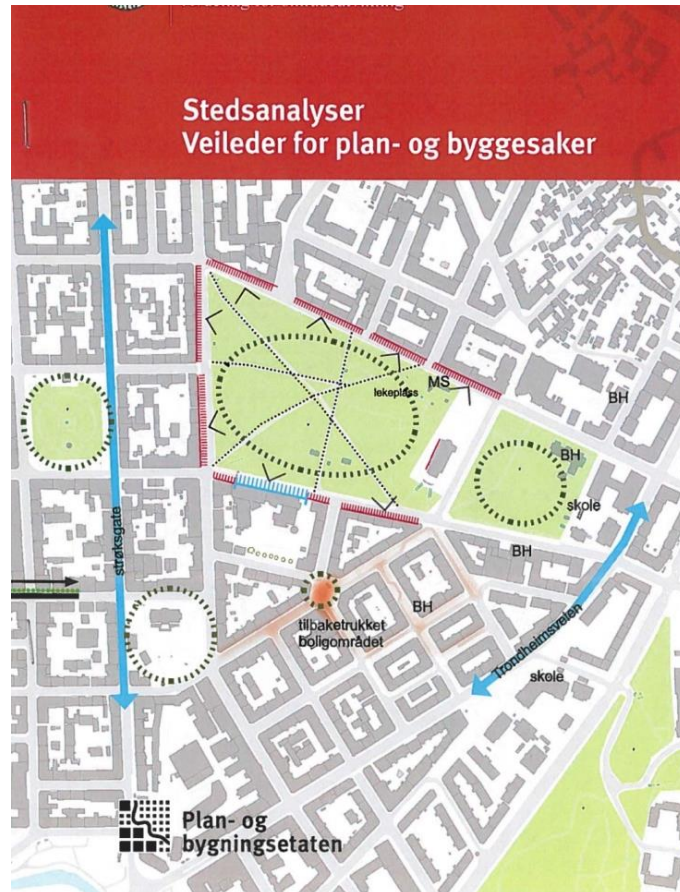 Stedsanalyser
Veileder for plan- og byggesaker
MS
lekeplass
BH
BH
skole
strøksgate
BH
BH
tilbaketrukket
boligområdet
Trondheimsveien
skole
Plan- og
bygningsetaten